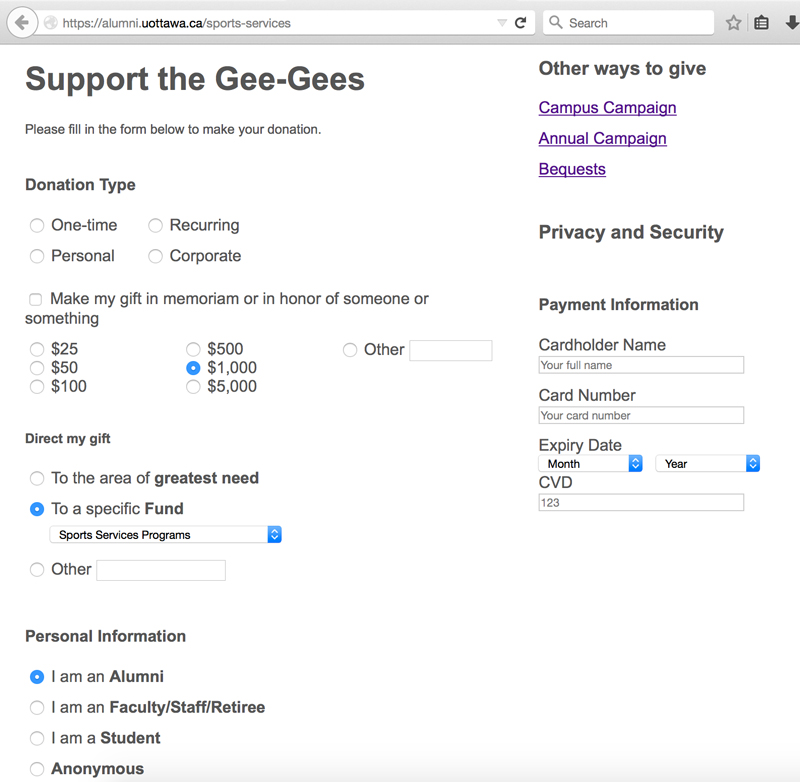 https://alumni.uottawa.ca/sports-services
Search
Support the Gee-Gees
Please fill in the form below to make your donation.
Donation Type
One-time Recurring
Personal Corporate
Make my gift in memoriam or in honor of someone or
something
$25 $500 Other
$50 $1,000
$100 $5,000
Direct my gift
To the area of greatest need
To a specific Fund
Sports Services Programs
Other
Personal Information
I am an Alumni
I am an Faculty/Staff/Retiree
I am a Student
Anonymous
Other ways to give
Campus Campaign
Annual Campaign
Bequests
Privacy and Security
Payment Information
Cardholder Name
Your full name
Card Number
Your card number
Expiry Date
Month Year
CVD
123